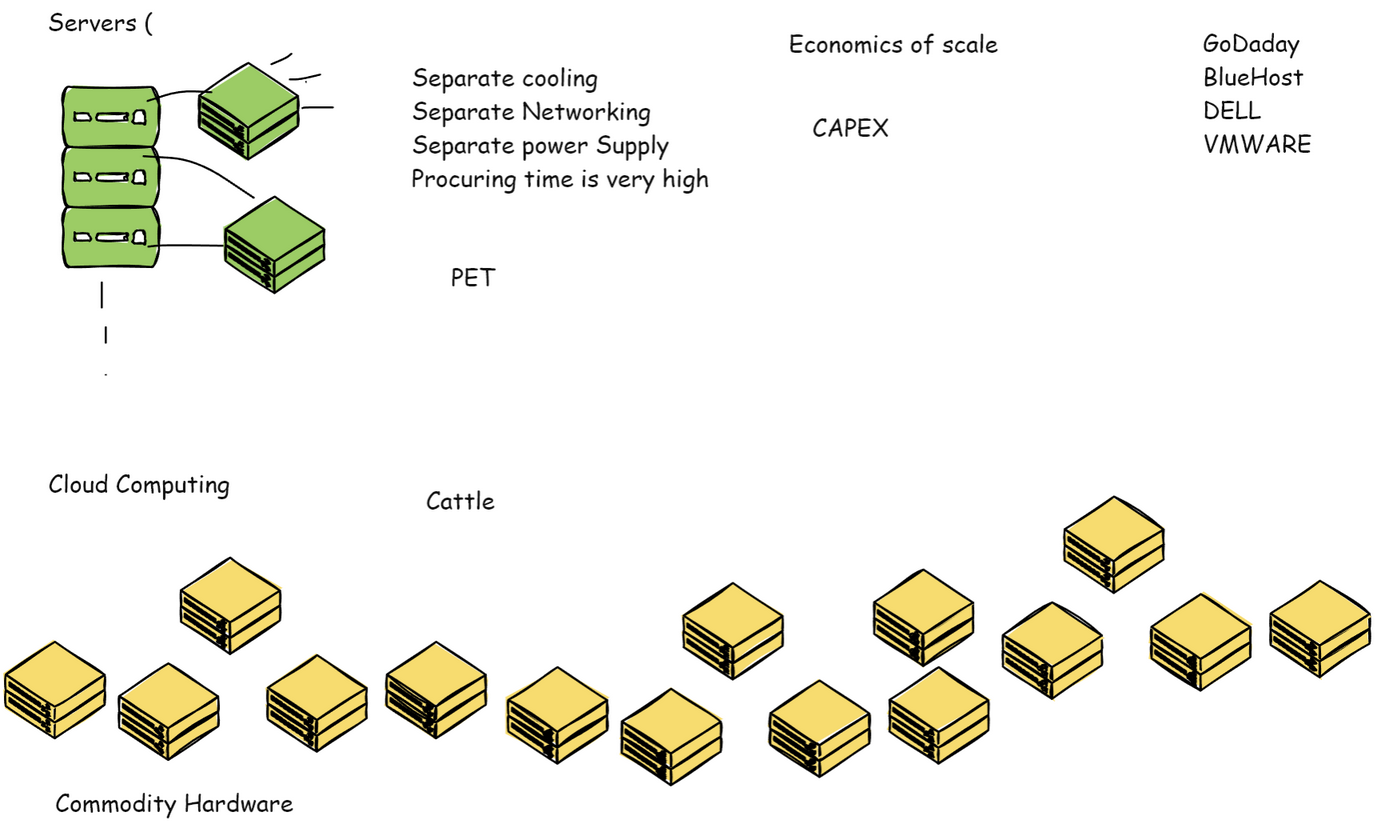 Servers (
Separate cooling
Separate Networking
Separate power Supply
Procuring time is very high
PET
Economics of scale
CAPEX
GoDaday
BlueHost
DELL
VMWARE
Cloud Computing
Cattle
Commodity Hardware